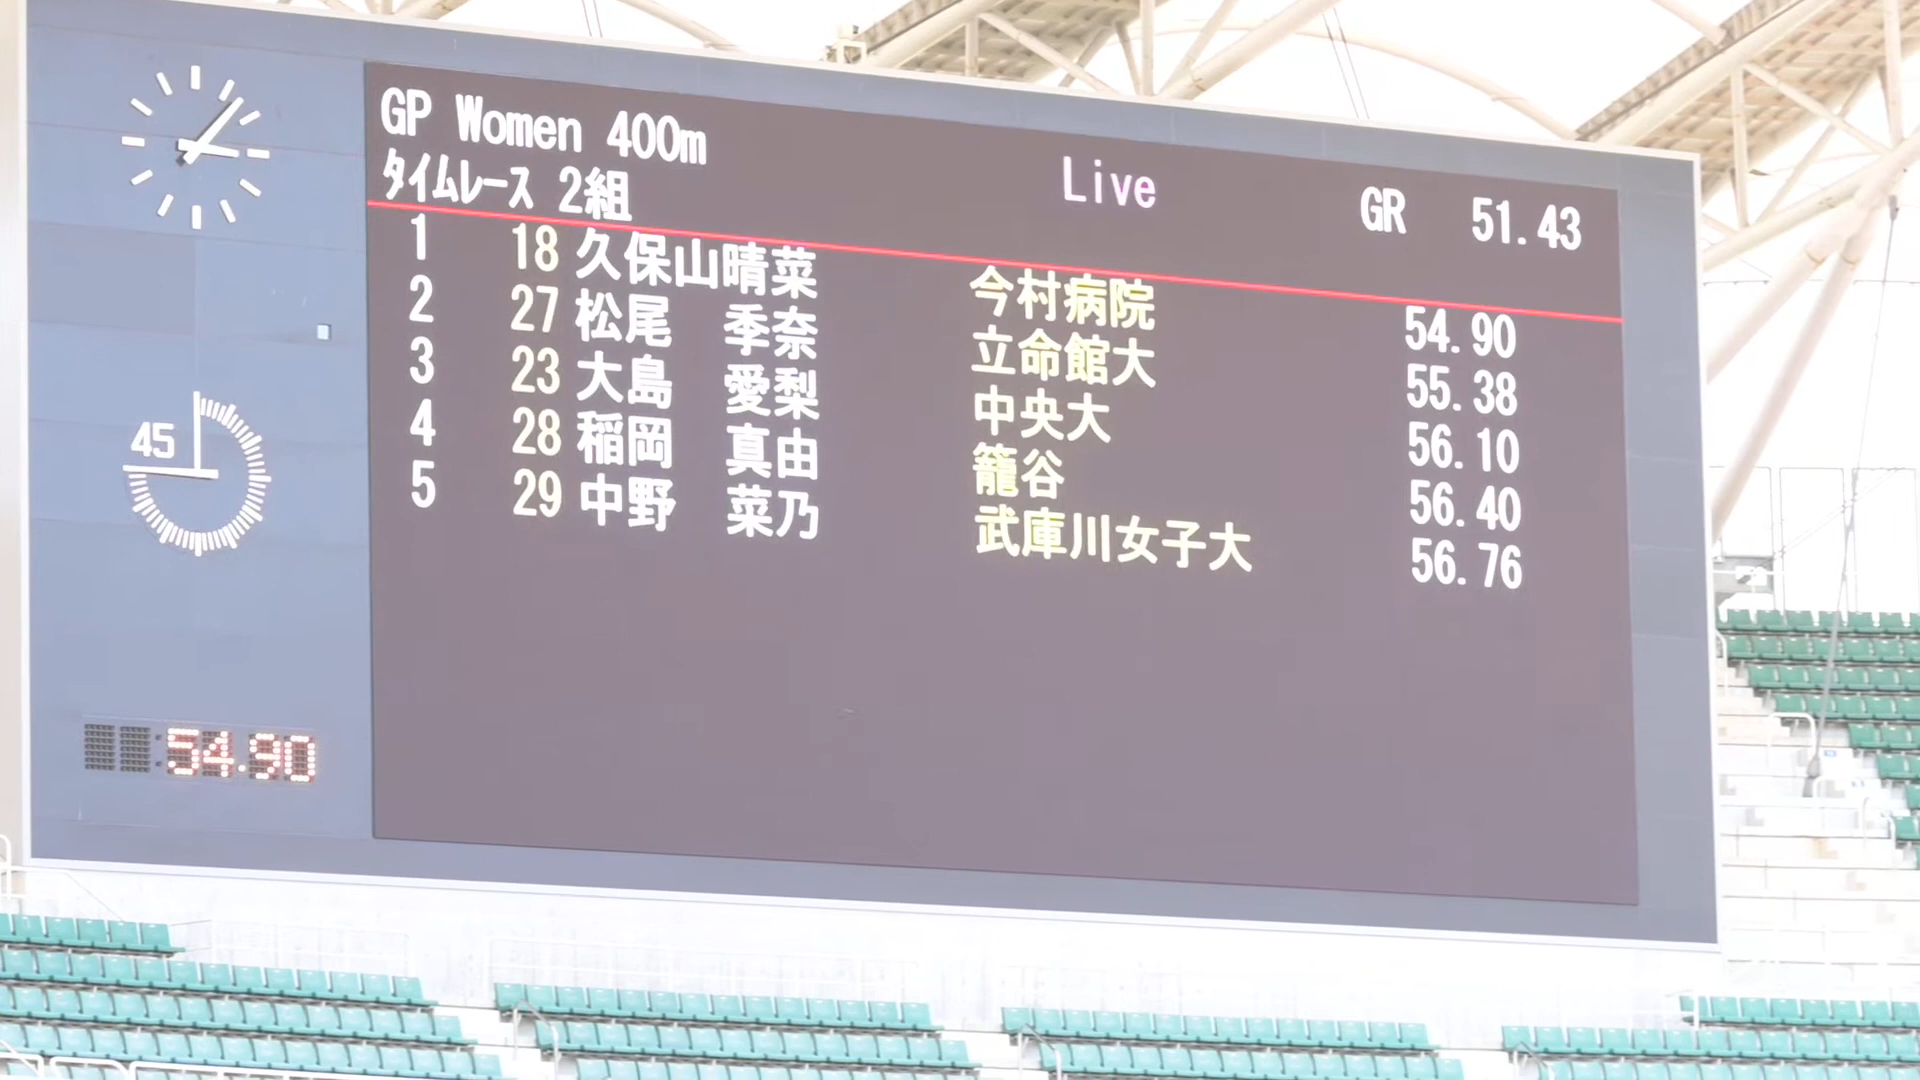 GP Women 400m
タイムレース 2組 Live GR 51.43
1 18 久保山晴菜 今村病院 54.90
2 27 松尾 季奈 立命館大 55.38
3 23 大島 愛梨 中央大 56.10
4 28 稲岡 真由 籠谷 56.40
5 29 中野 菜乃 武庫川女子大 56.76
45
54.90